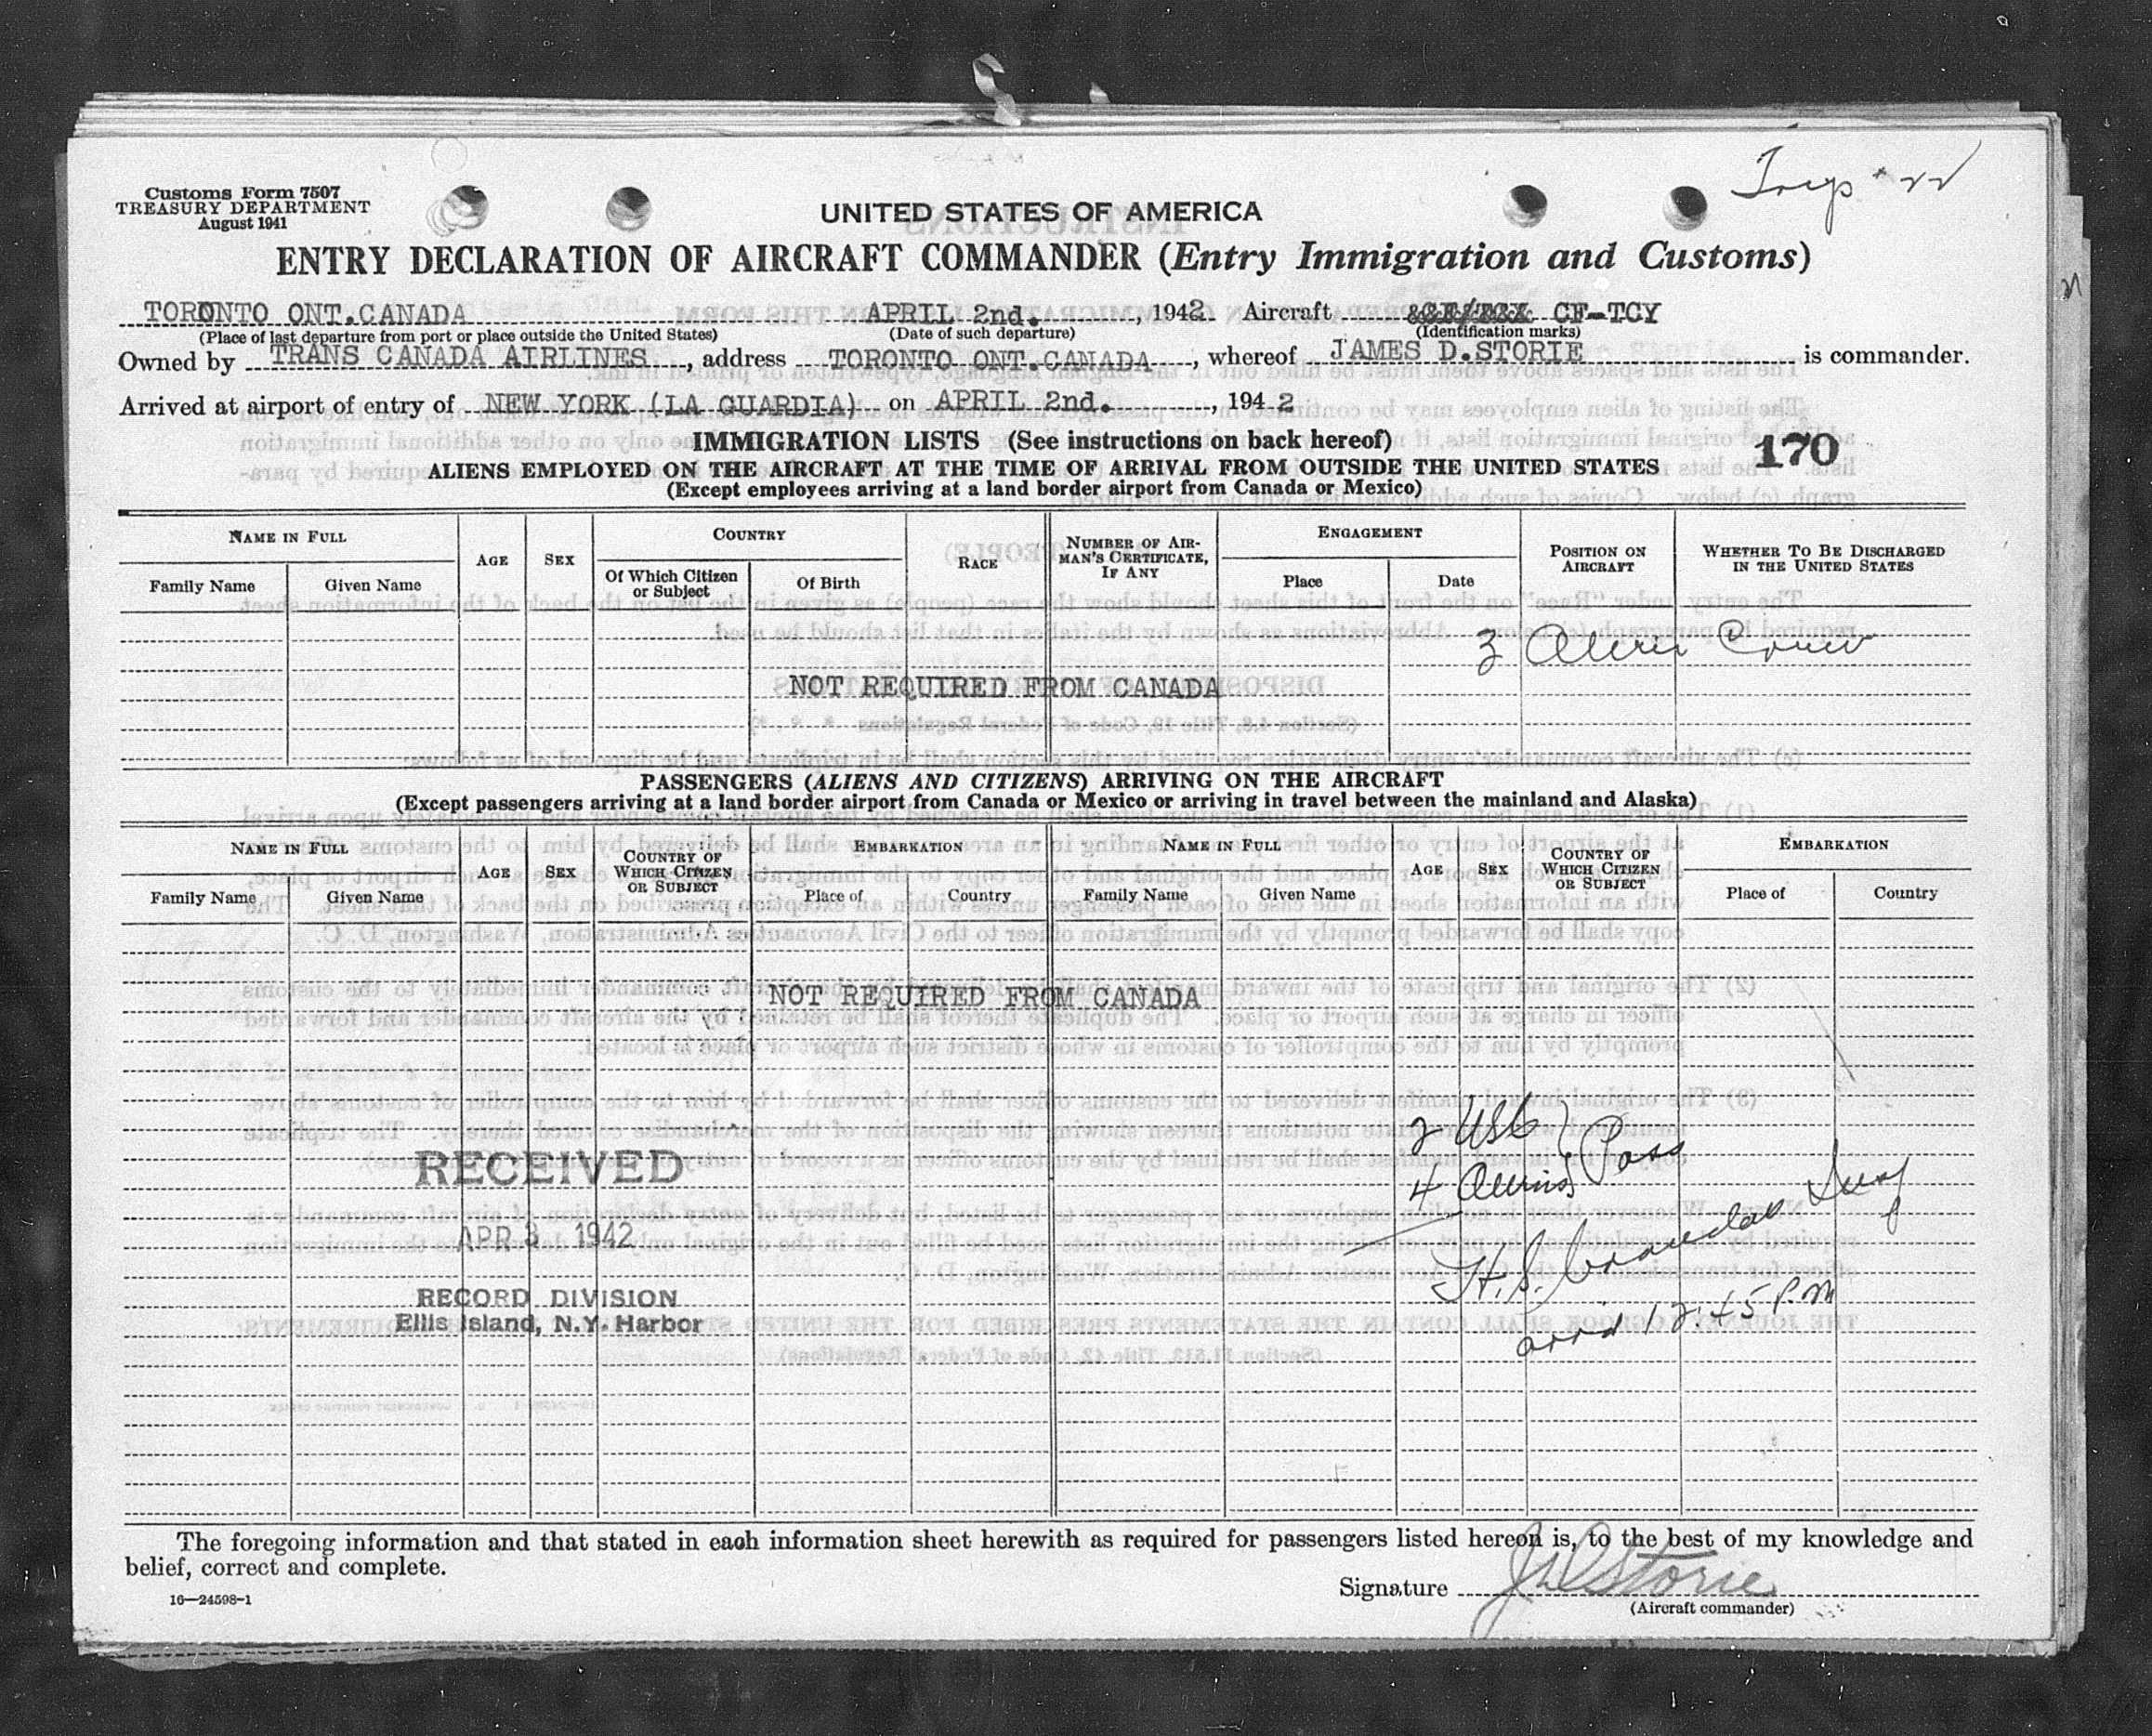 Customs Form 7507
TREASURY DEPARTMENT
August 1941
Trip # 22
UNITED STATES OF AMERICA
ENTRY DECLARATION OF AIRCRAFT COMMANDER (Entry Immigration and Customs)
TORONTO ONT.CANADA APRIL 2nd. , 1942. Aircraft CF-TCY
(Place of last departure from port or place outside the United States) (Date of such departure) (Identification marks)
Owned by TRANS CANADA AIRLINES , address TORONTO ONT.CANADA , whereof JAMES D.STORIE is commander.
Arrived at airport of entry of NEW YORK (LA GUARDIA) on APRIL 2nd. , 194 2
IMMIGRATION LISTS (See instructions on back hereof) 170
ALIENS EMPLOYED ON THE AIRCRAFT AT THE TIME OF ARRIVAL FROM OUTSIDE THE UNITED STATES
(Except employees arriving at a land border airport from Canada or Mexico)
NAME IN FULL AGE SEX COUNTRY RACE NUMBER OF AIRMAN'S CERTIFICATE, IF ANY ENGAGEMENT POSITION ON AIRCRAFT WHETHER TO BE DISCHARGED IN THE UNITED STATES
Family Name Given Name Of Which Citizen or Subject Of Birth Place Date
3 Alien Crew
NOT REQUIRED FROM CANADA
PASSENGERS (ALIENS AND CITIZENS) ARRIVING ON THE AIRCRAFT
(Except passengers arriving at a land border airport from Canada or Mexico or arriving in travel between the mainland and Alaska)
NAME IN FULL AGE SEX COUNTRY OF WHICH CITIZEN OR SUBJECT EMBARKATION NAME IN FULL AGE SEX COUNTRY OF WHICH CITIZEN OR SUBJECT EMBARKATION
Family Name Given Name Place of Country Family Name Given Name Place of Country
NOT REQUIRED FROM CANADA
2 USC
4 Aliens Pass
H.S.
arrd 12:45 P.M
RECEIVED
APR 3 1942
RECORD DIVISION
Ellis Island, N.Y. Harbor
The foregoing information and that stated in each information sheet herewith as required for passengers listed hereon is, to the best of my knowledge and
belief, correct and complete.
Signature JD Storie
(Aircraft commander)
16—24598-1